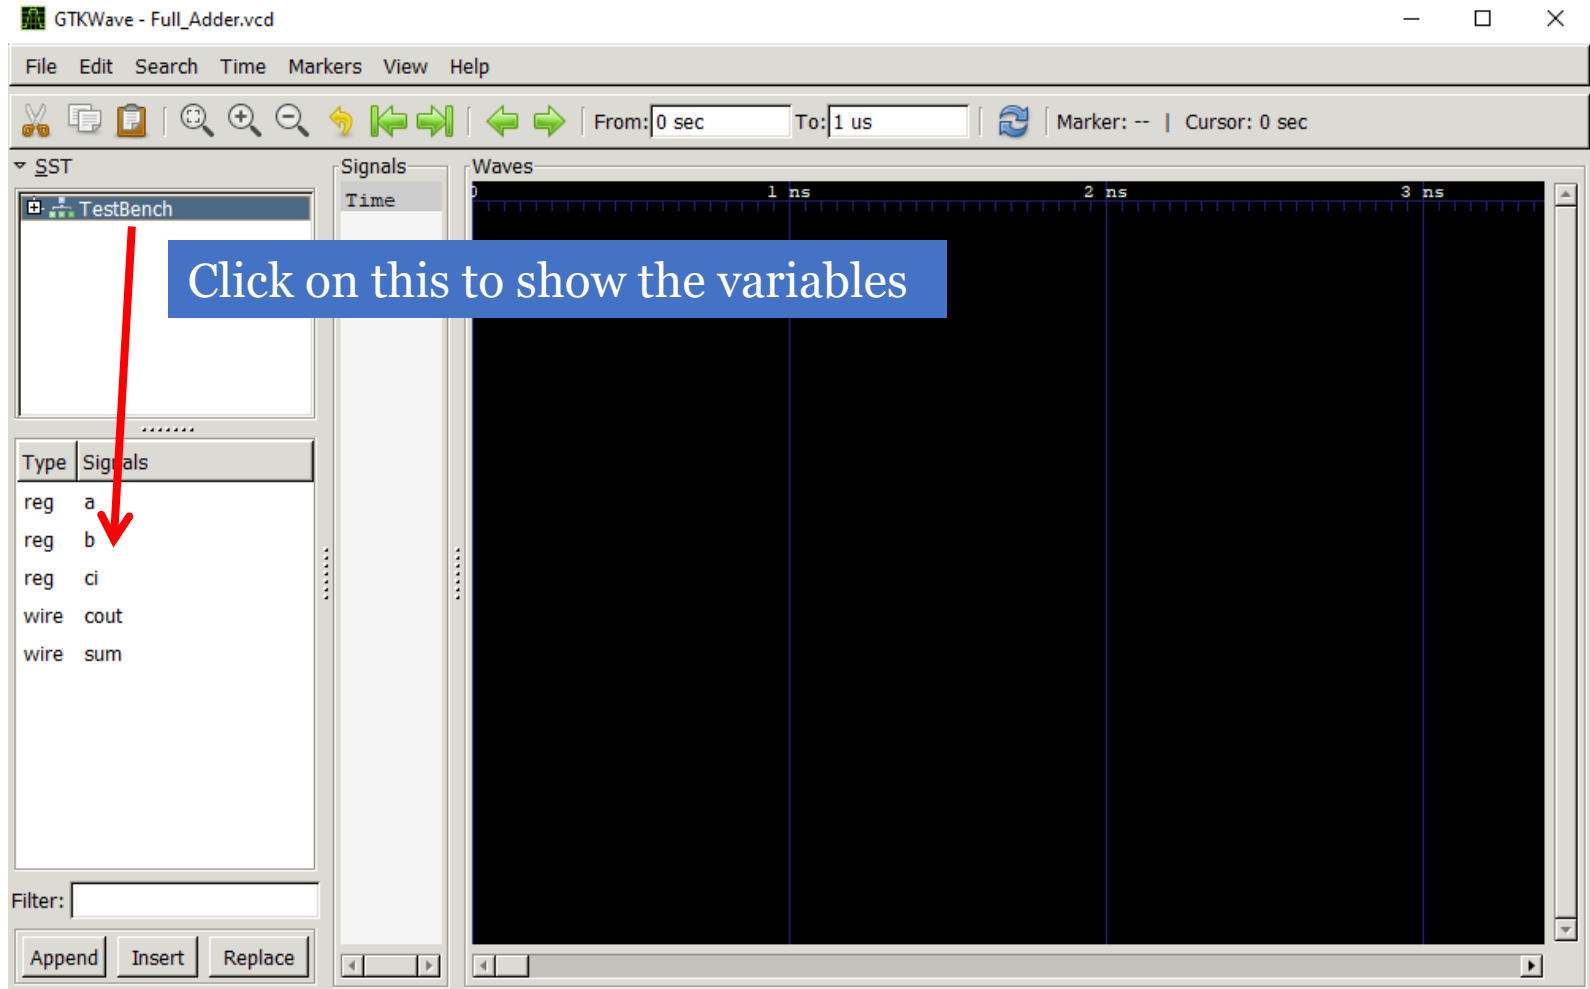 GTKWave - Full_Adder.vcd
File Edit Search Time Markers View Help
From: 0 sec To: 1 us Marker: -- | Cursor: 0 sec
SST
TestBench
Signals
Time
Waves
0 1 ns 2 ns 3 ns
Click on this to show the variables
Type Signals
reg a
reg b
reg ci
wire cout
wire sum
Filter:
Append Insert Replace